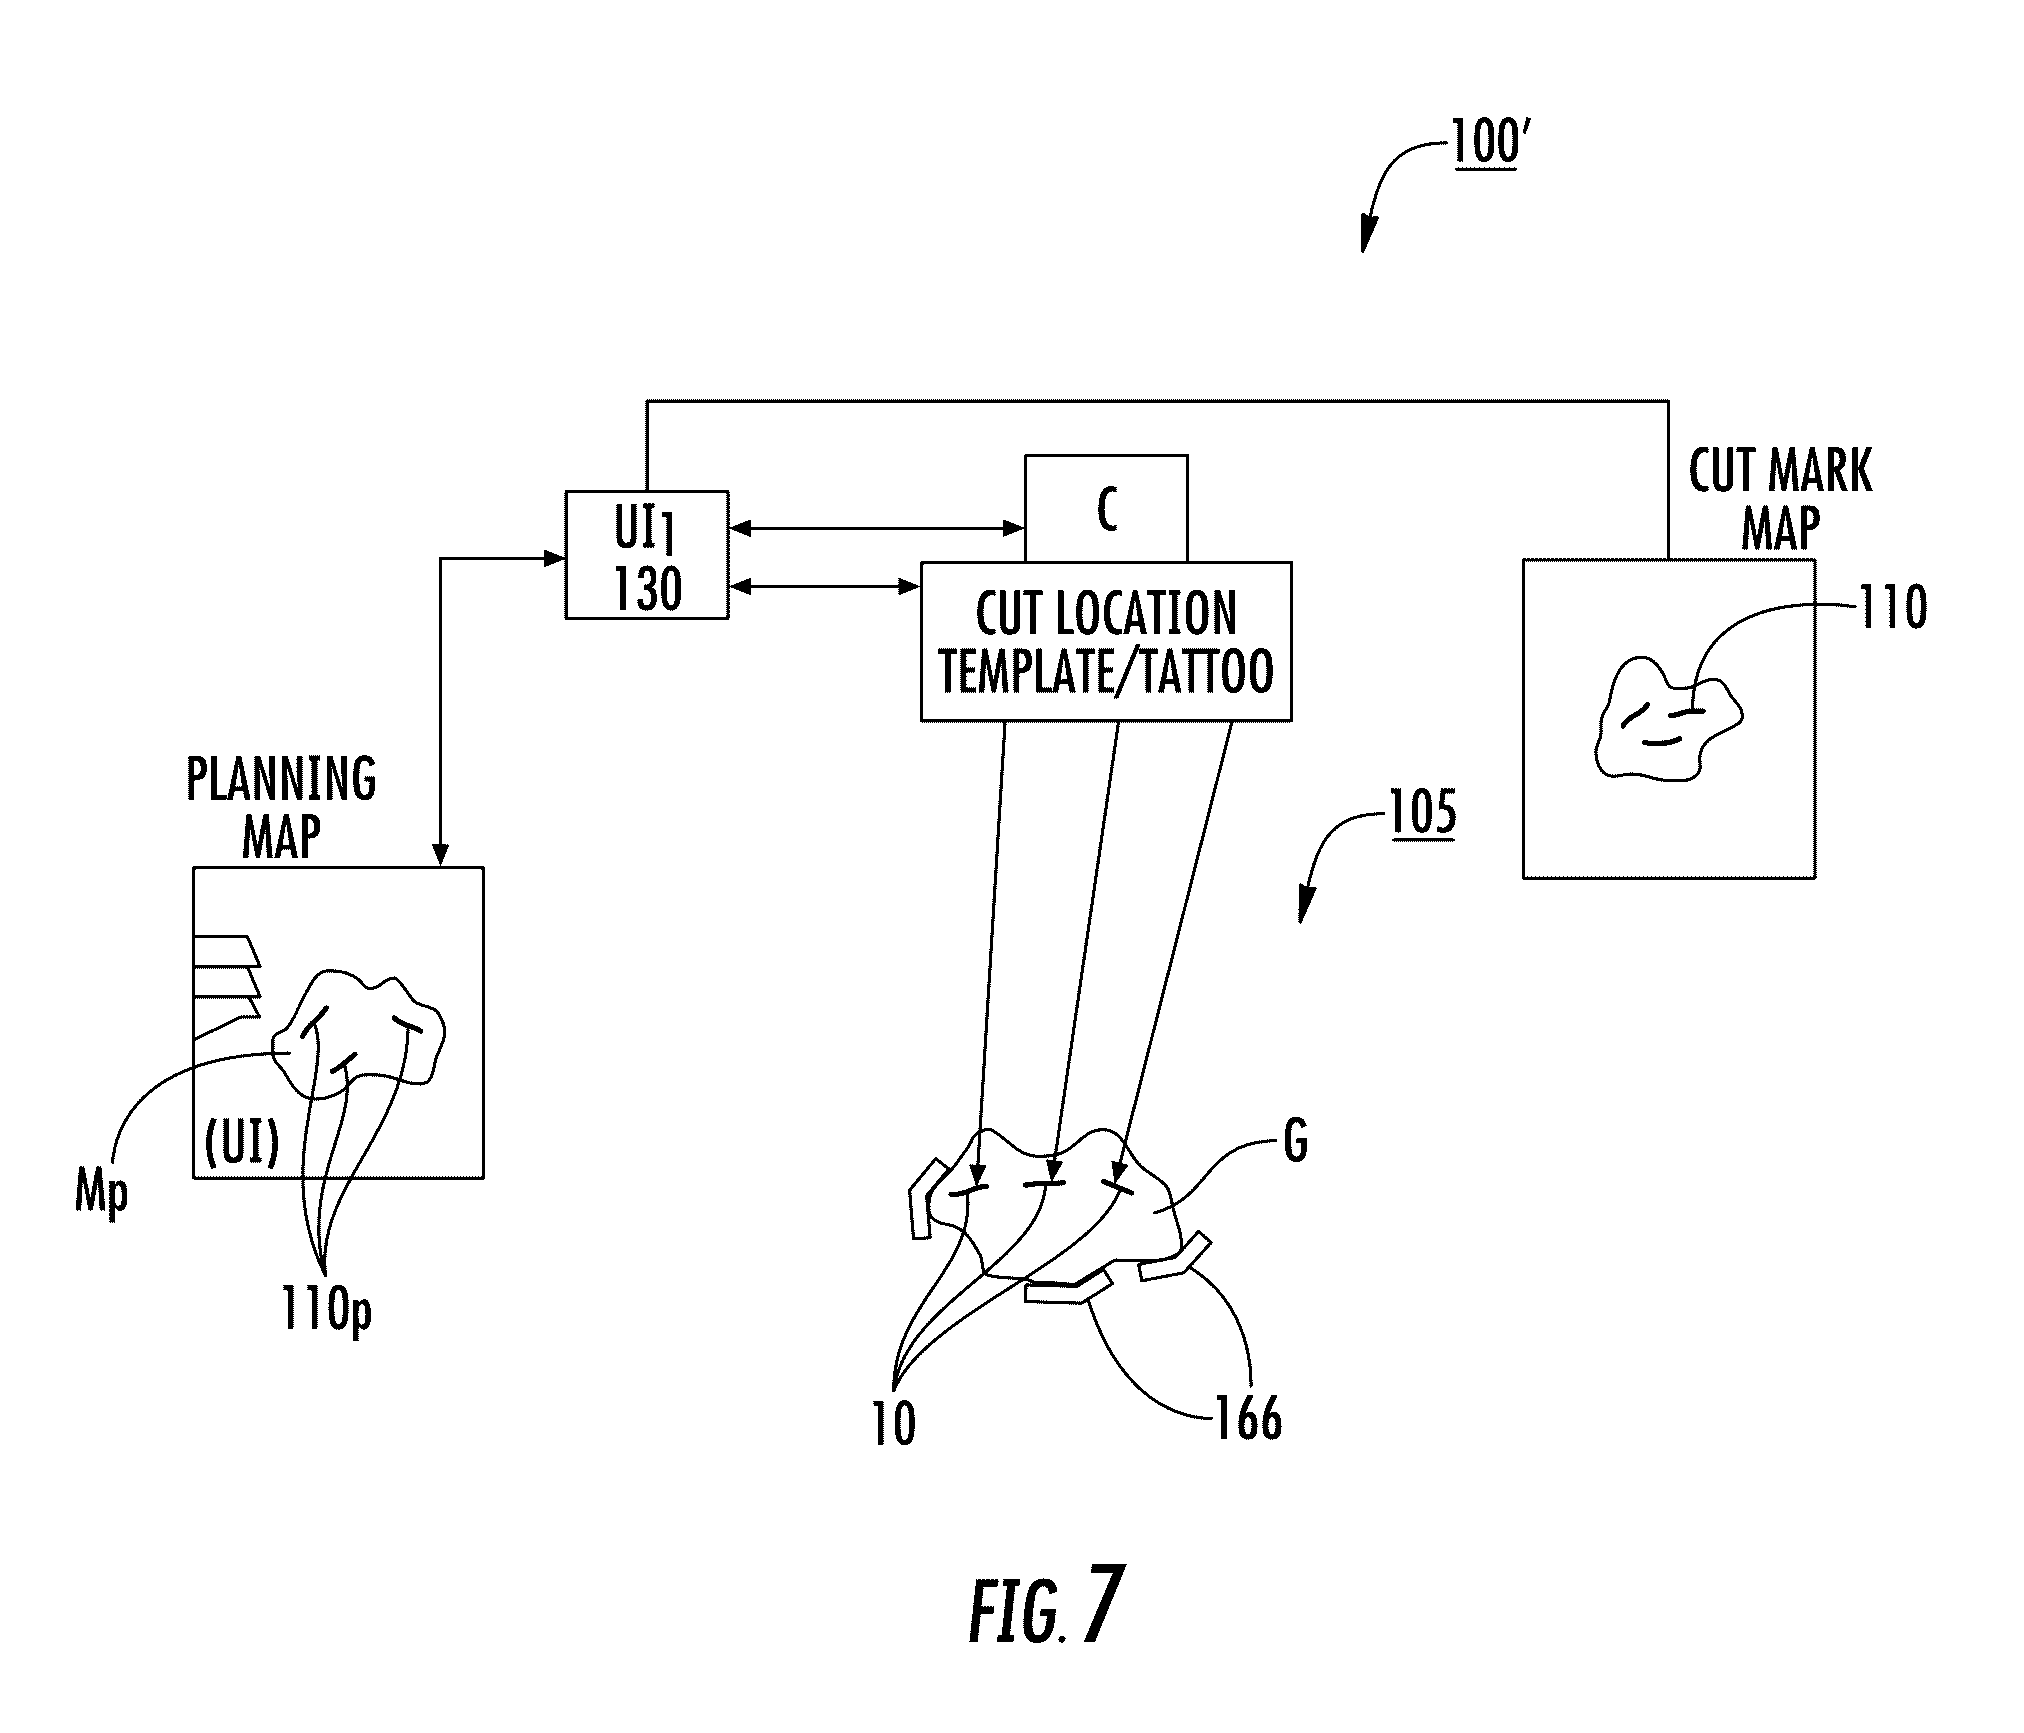 100′
CUT MARK
MAP
C
UI1
130
CUT LOCATION
TEMPLATE/TATTOO
110
PLANNING
MAP
105
(UI)
Mp
G
110p
10
166
FIG. 7